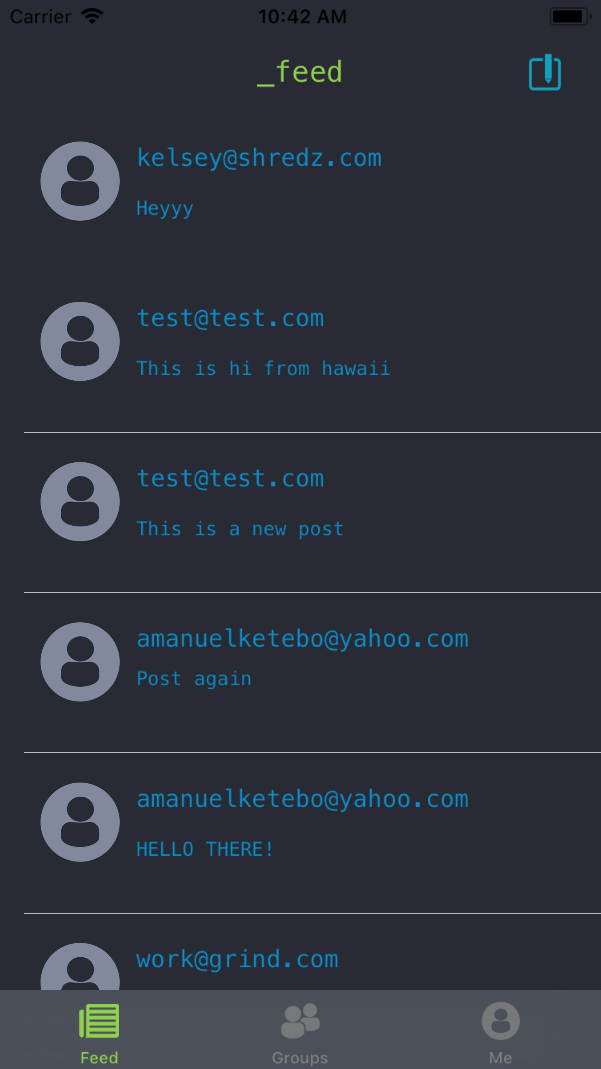 Carrier 10:42 AM
_feed
kelsey@shredz.com
Heyyy
test@test.com
This is hi from hawaii
test@test.com
This is a new post
amanuelketebo@yahoo.com
Post again
amanuelketebo@yahoo.com
HELLO THERE!
work@grind.com
Feed Groups Me